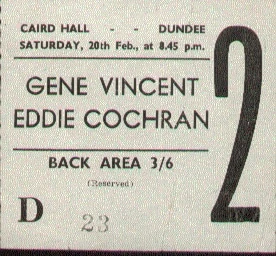 CAIRD HALL - - DUNDEE
SATURDAY, 20th Feb., at 8.45 p.m.
GENE VINCENT
EDDIE COCHRAN
BACK AREA 3/6
(Reserved)
D 23
2